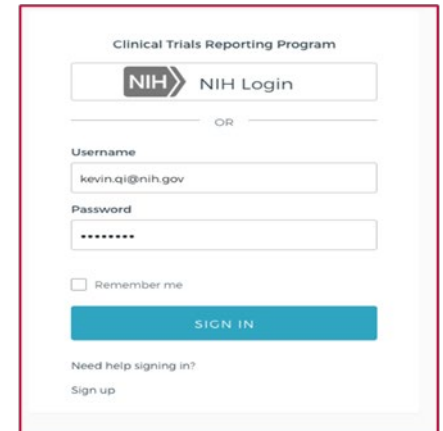 Clinical Trials Reporting Program
NIH NIH Login
OR
Username
kevin.qi@nih.gov
Password
••••••••
Remember me
SIGN IN
Need help signing in?
Sign up